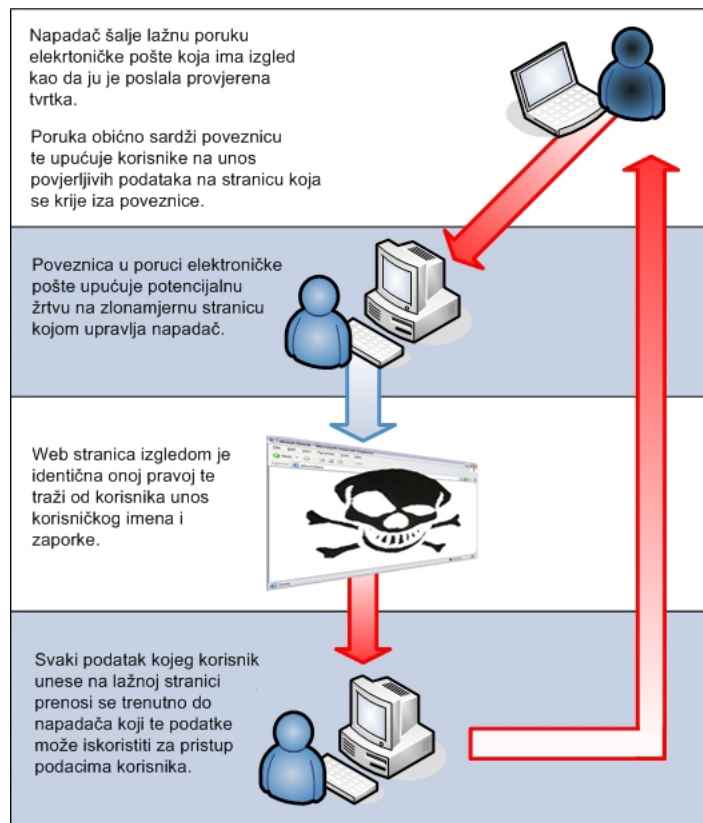 Napadač šalje lažnu poruku
elekrtoničke pošte koja ima izgled
kao da ju je poslala provjerena
tvrtka.
Poruka obićno sardži poveznicu
te upućuje korisnike na unos
povjerljivih podataka na stranicu koja
se krije iza poveznice.
Poveznica u poruci elektroničke
pošte upućuje potencijalnu
žrtvu na zlonamjernu stranicu
kojom upravlja napadač.
Web stranica izgledom je
identična onoj pravoj te
traži od korisnika unos
korisničkog imena i
zaporke.
Svaki podatak kojeg korisnik
unese na lažnoj stranici
prenosi se trenutno do
napadača koji te podatke
može iskoristiti za pristup
podacima korisnika.